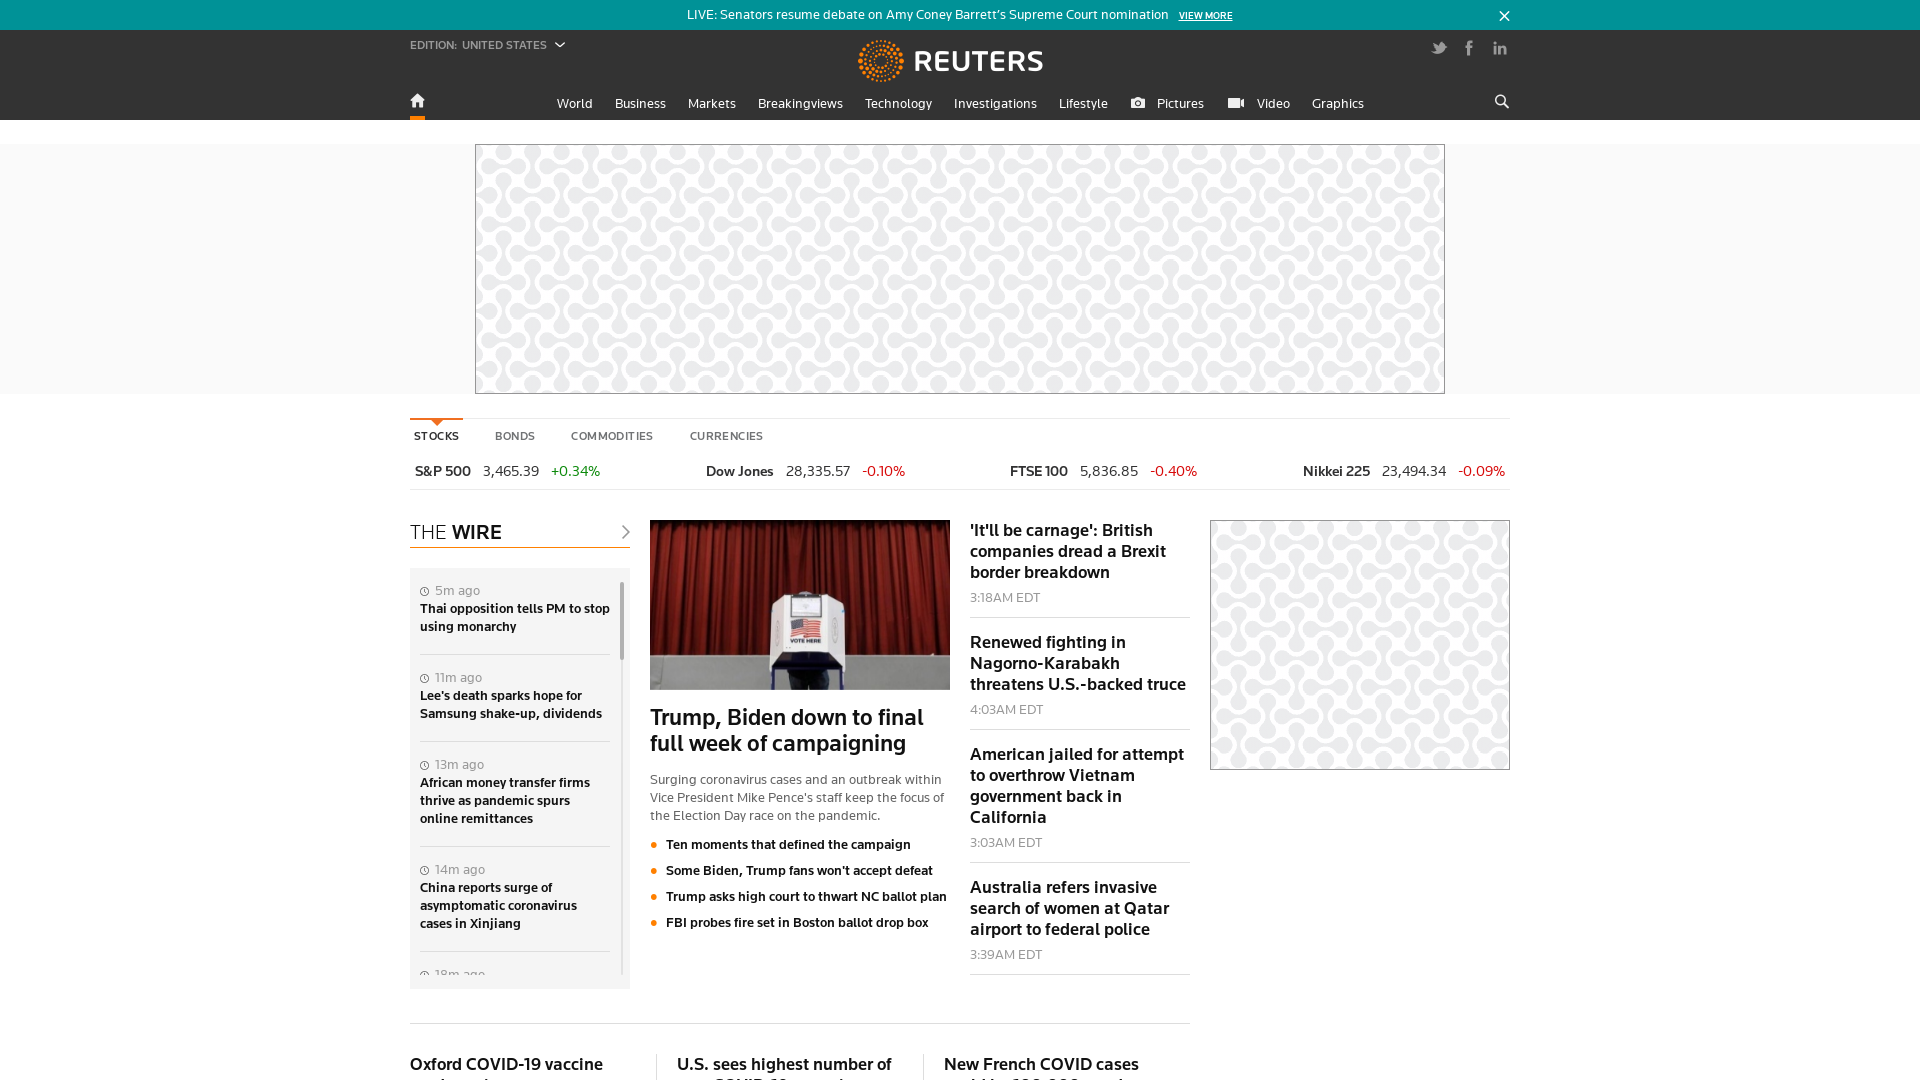 LIVE: Senators resume debate on Amy Coney Barrett’s Supreme Court nomination VIEW MORE
EDITION: UNITED STATES
REUTERS
World Business Markets Breakingviews Technology Investigations Lifestyle Pictures Video Graphics
STOCKS BONDS COMMODITIES CURRENCIES
S&P 500 3,465.39 +0.34% Dow Jones 28,335.57 -0.10% FTSE 100 5,836.85 -0.40% Nikkei 225 23,494.34 -0.09%
THE WIRE
5m ago
Thai opposition tells PM to stop
using monarchy
11m ago
Lee's death sparks hope for
Samsung shake-up, dividends
13m ago
African money transfer firms
thrive as pandemic spurs
online remittances
14m ago
China reports surge of
asymptomatic coronavirus
cases in Xinjiang
18m ago
VOTE HERE
Trump, Biden down to final
full week of campaigning
Surging coronavirus cases and an outbreak within
Vice President Mike Pence's staff keep the focus of
the Election Day race on the pandemic.
Ten moments that defined the campaign
Some Biden, Trump fans won't accept defeat
Trump asks high court to thwart NC ballot plan
FBI probes fire set in Boston ballot drop box
'It'll be carnage': British
companies dread a Brexit
border breakdown
3:18AM EDT
Renewed fighting in
Nagorno-Karabakh
threatens U.S.-backed truce
4:03AM EDT
American jailed for attempt
to overthrow Vietnam
government back in
California
3:03AM EDT
Australia refers invasive
search of women at Qatar
airport to federal police
3:39AM EDT
Oxford COVID-19 vaccine
U.S. sees highest number of
New French COVID cases